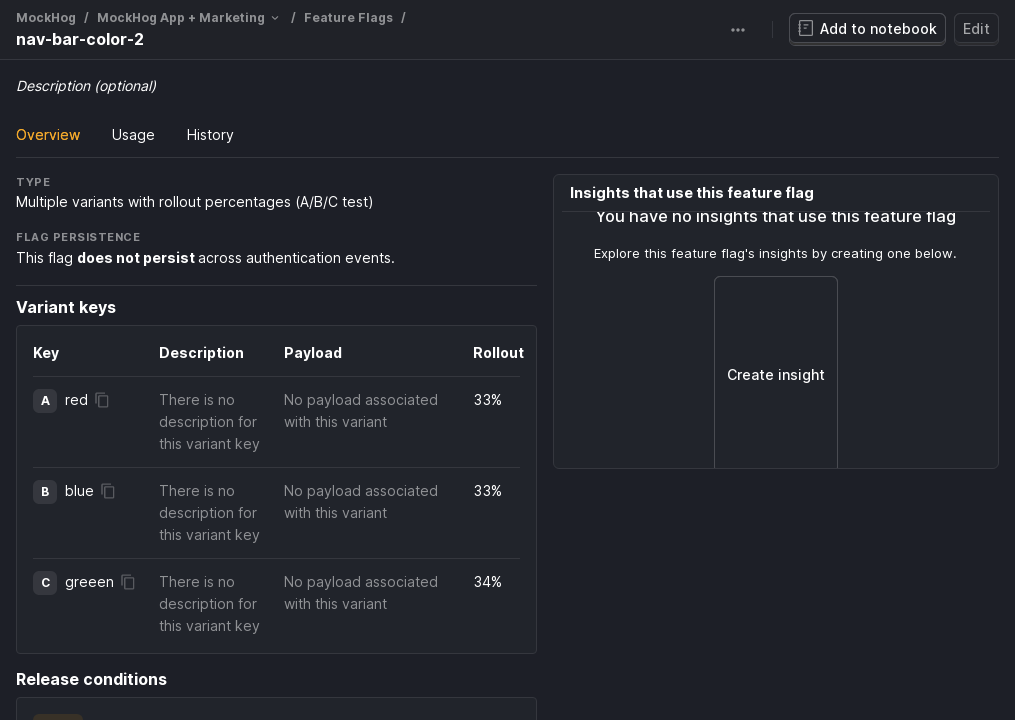 MockHog / MockHog App + Marketing / Feature Flags /
nav-bar-color-2
Add to notebook
Edit
Description (optional)
Overview
Usage
History
TYPE
Multiple variants with rollout percentages (A/B/C test)
FLAG PERSISTENCE
This flag does not persist across authentication events.
Variant keys
Key Description Payload Rollout
A red There is no No payload associated 33%
description for with this variant
this variant key
B blue There is no No payload associated 33%
description for with this variant
this variant key
C greeen There is no No payload associated 34%
description for with this variant
this variant key
Release conditions
Insights that use this feature flag
You have no insights that use this feature flag
Explore this feature flag's insights by creating one below.
Create insight